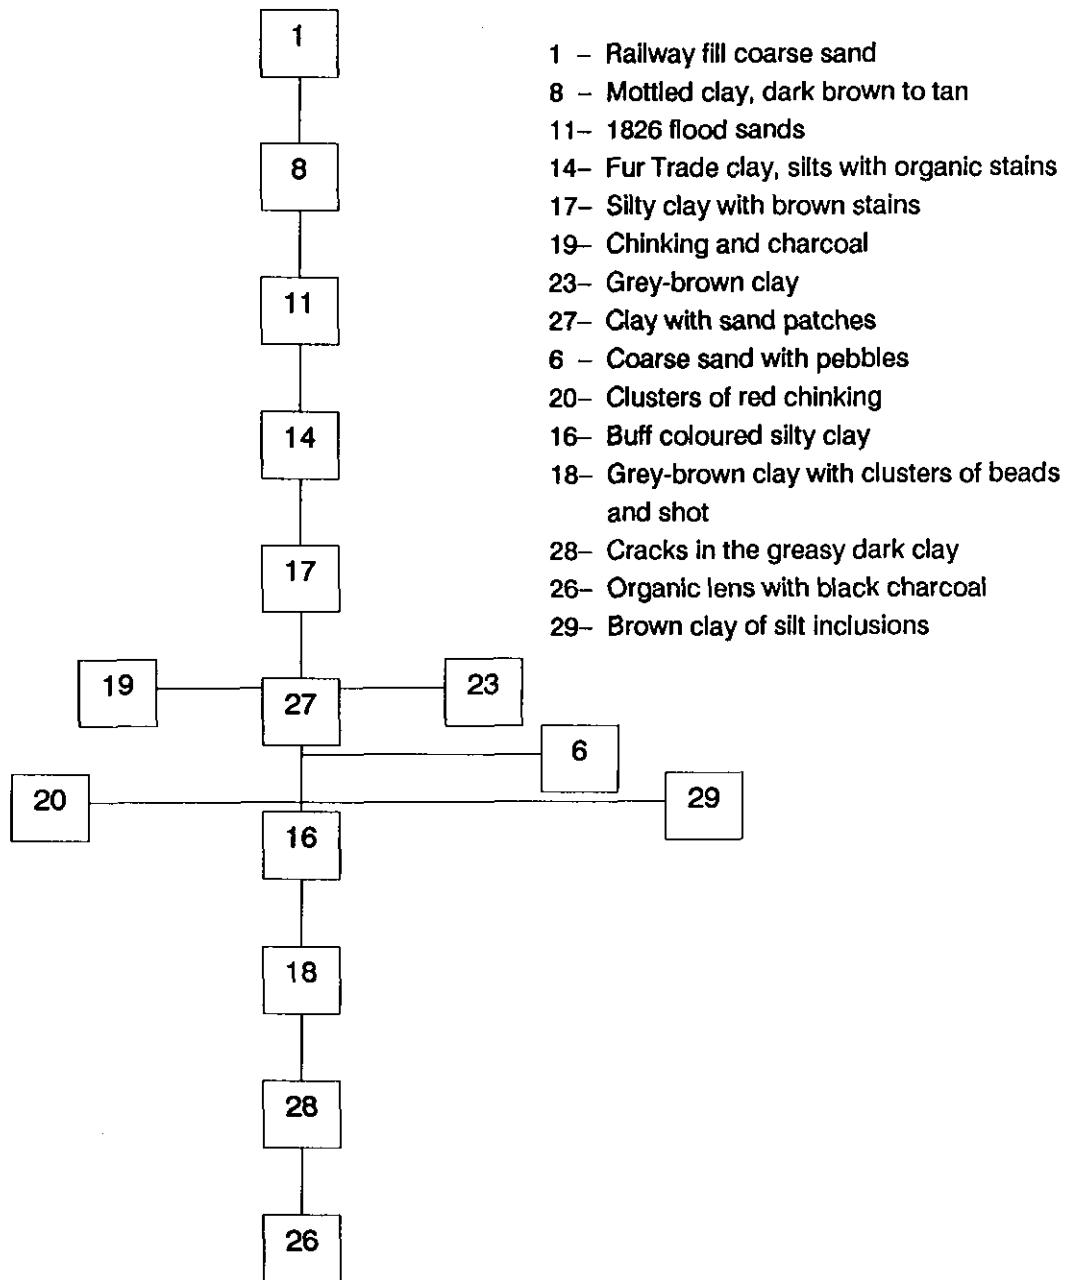 1
8
11
14
17
19
27
23
6
20
29
16
18
28
26
1 – Railway fill coarse sand
8 – Mottled clay, dark brown to tan
11– 1826 flood sands
14– Fur Trade clay, silts with organic stains
17– Silty clay with brown stains
19– Chinking and charcoal
23– Grey-brown clay
27– Clay with sand patches
6 – Coarse sand with pebbles
20– Clusters of red chinking
16– Buff coloured silty clay
18– Grey-brown clay with clusters of beads
and shot
28– Cracks in the greasy dark clay
26– Organic lens with black charcoal
29– Brown clay of silt inclusions